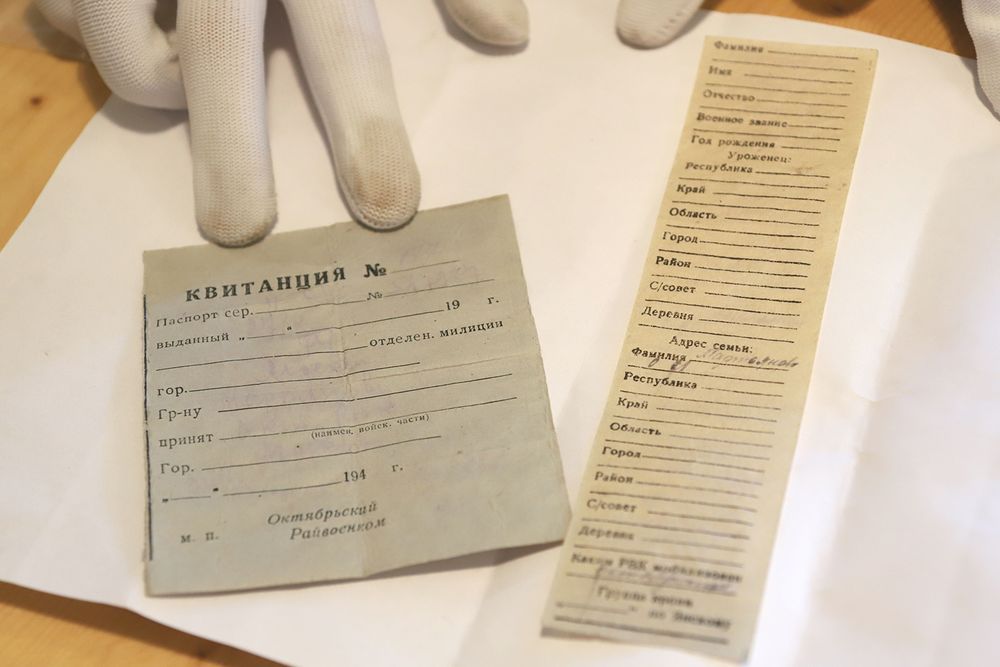 КВИТАНЦИЯ №
Паспорт сер. №
выданный „ “ 19 г.
отделен. милиции
гор.
Гр-ну
принят
(наимен. войск. части)
Гор.
„ “ 194 г.
Октябрьский
м. п. Райвоенком
Фамилия
Имя
Отчество
Военное звание
Год рождения
Уроженец:
Республика
Край
Область
Город
Район
С/совет
Деревня
Адрес семьи:
Фамилия
Республика
Край
Область
Город
Район
С/совет
Деревня
Каким РВК мобилизован
Группа крови
по Янскому